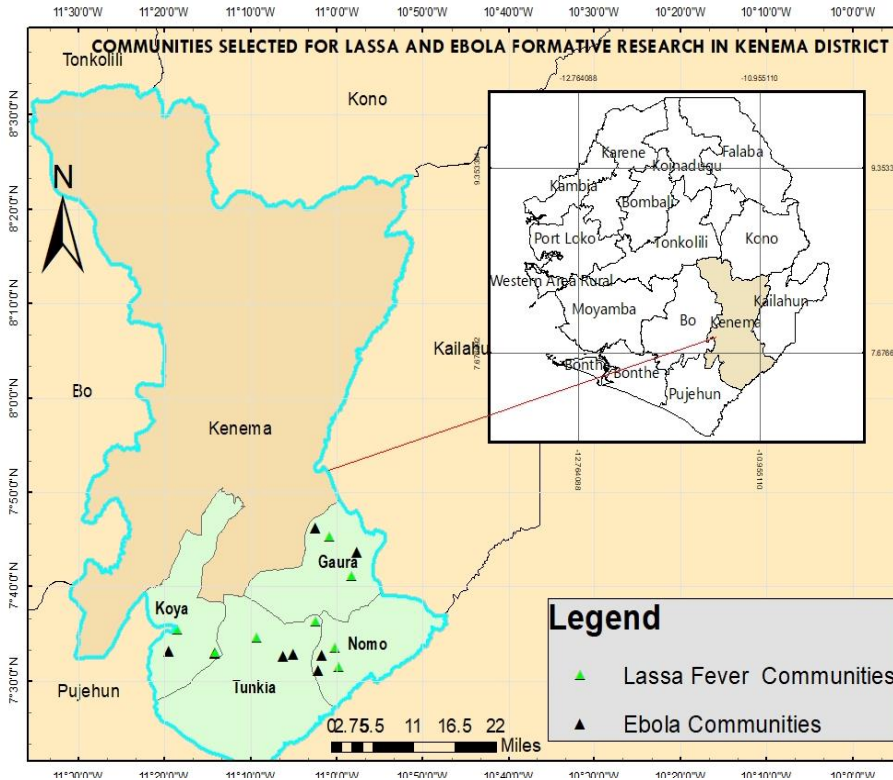 11°30'0"W 11°20'0"W 11°10'0"W 11°0'0"W 10°50'0"W 10°40'0"W 10°30'0"W 10°20'0"W 10°10'0"W 10°0'0"W
COMMUNITIES SELECTED FOR LASSA AND EBOLA FORMATIVE RESEARCH IN KENEMA DISTRICT
Tonkolili
Kono
8°30'0"N
8°20'0"N
8°10'0"N
8°0'0"N
7°50'0"N
7°40'0"N
7°30'0"N
N
Bo
Kenema
Kailahu
Gaura
Koya
Nomo
Tunkia
Pujehun
-12.764088 -10.955110
Karene
Falaba
Koinadugu
Kambia
Bombali
Port Loko
Tonkolili
Kono
Western Area Rural
Moyamba
Kailahun
Bo
Kenema
Bonthe
Bonthe
Pujehun
9.3533
7.6766
-12.764088 -10.955110
Legend
Lassa Fever Communities
Ebola Communities
0 2.75 5.5 11 16.5 22
Miles
11°30'0"W 11°20'0"W 11°10'0"W 11°0'0"W 10°50'0"W 10°40'0"W 10°30'0"W 10°20'0"W 10°10'0"W 10°0'0"W